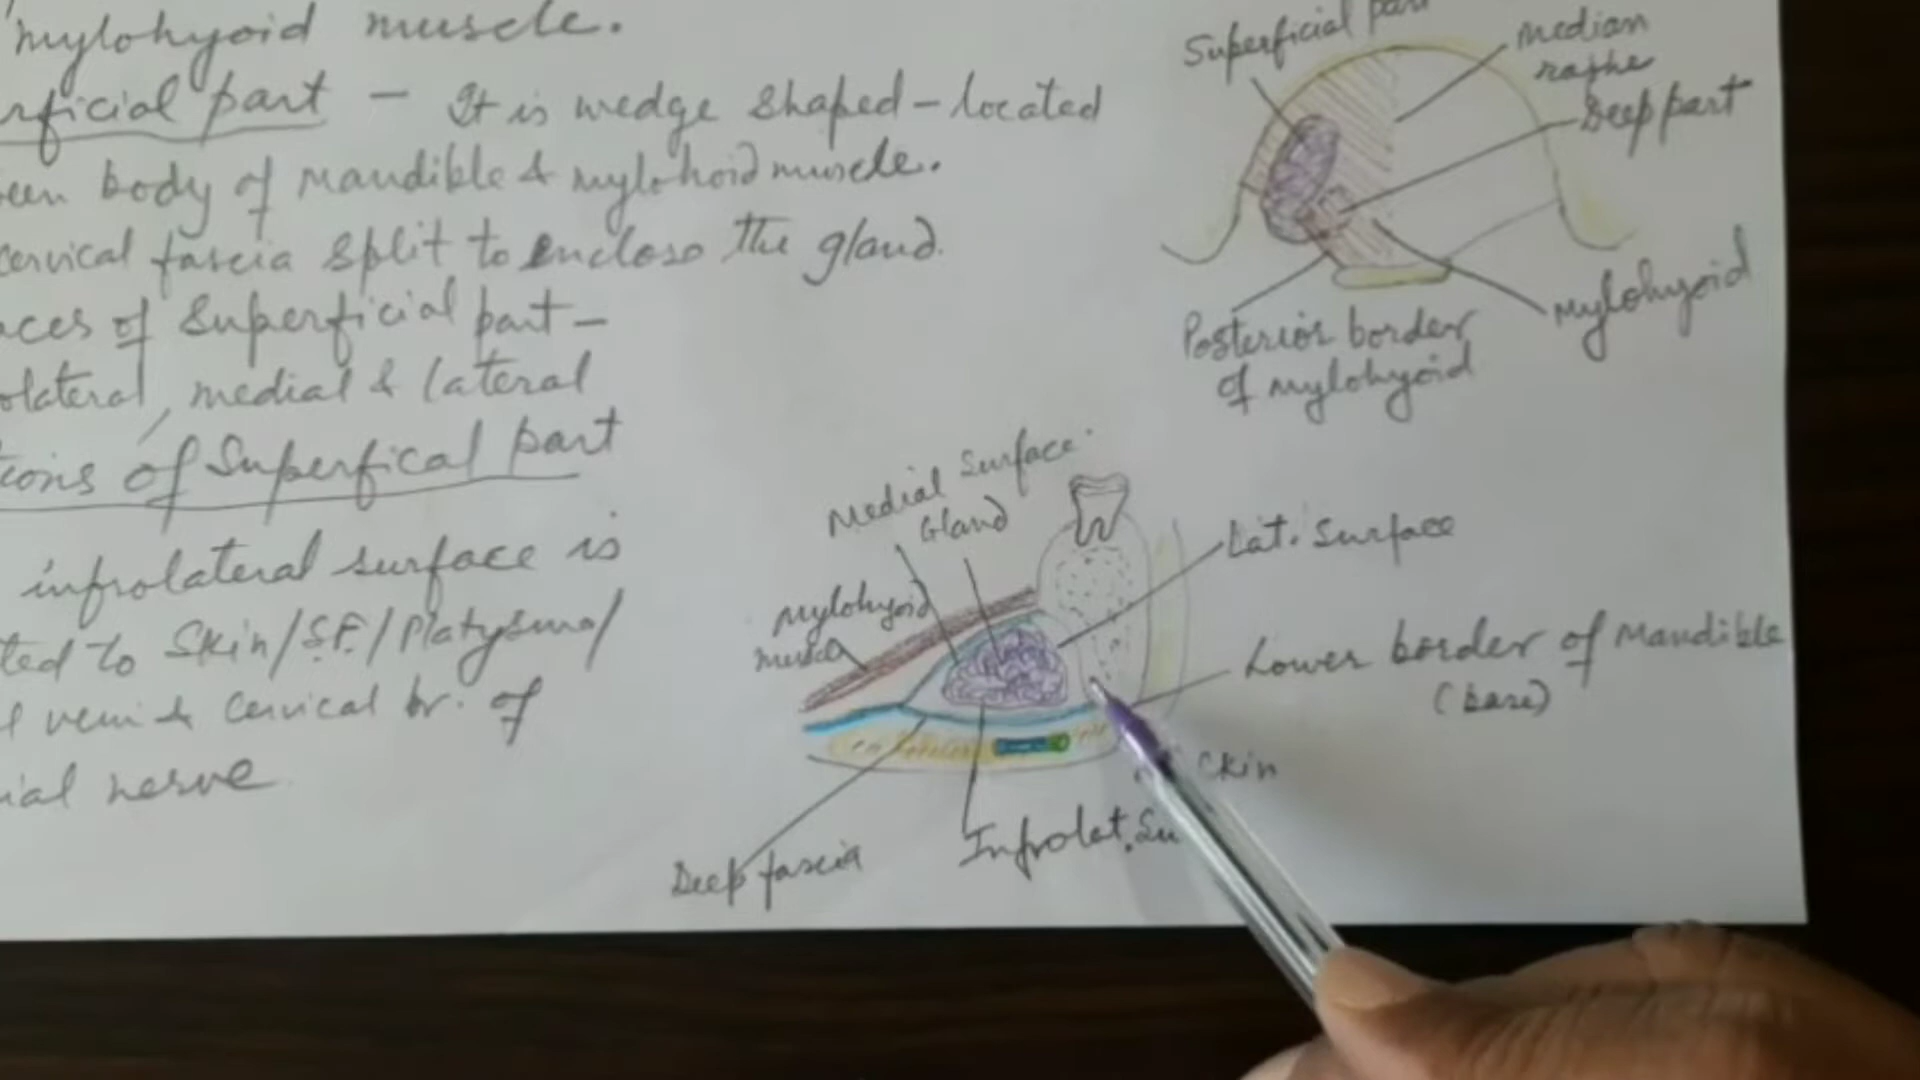 mylohyoid muscle.
rficial part - It is wedge shaped - located
een body of Mandible & mylohoid muscle.
cervical fascia split to enclose the gland.
aces of Superficial part -
olateral, medial & lateral
ions of Superfical part
infrolateral surface is
ted to Skin/S.F./Platysma/
l vein & cervical br. of
ial nerve
Superficial part
Median
raphe
Deep part
Mylohyoid
Posterior border
of mylohyoid
Medial Surface
Gland
Mylohyoid
muscle
Lat. Surface
Lower border of Mandible
(base)
Skin
Infrolat. Su
Deep fascia